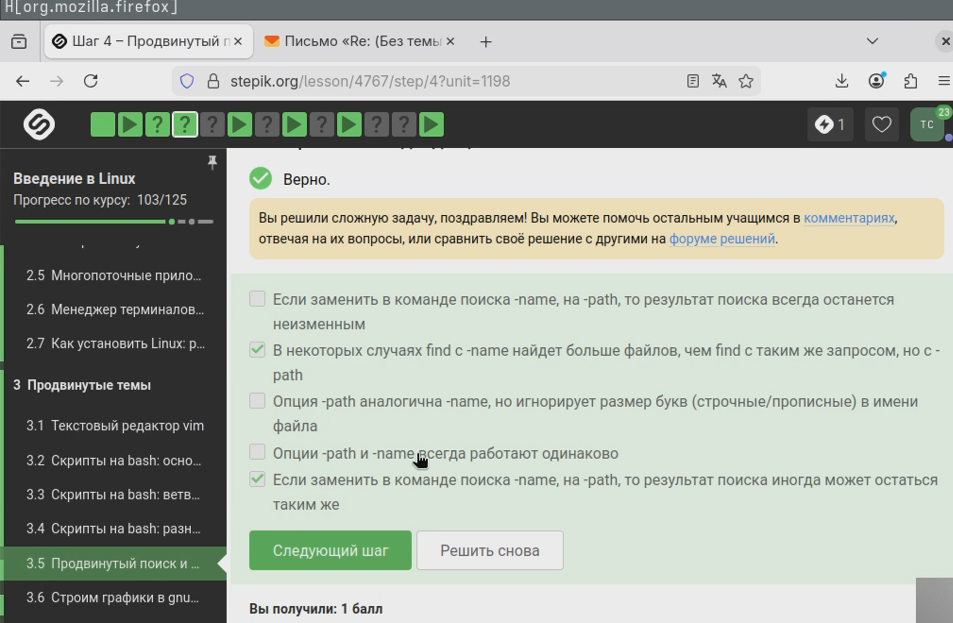 H[org.mozilla.firefox]
Шаг 4 – Продвинутый п
Письмо «Re: (Без темы
stepik.org/lesson/4767/step/4?unit=1198
? ? ? ? ? ? ?
1
TC
23
Введение в Linux
Прогресс по курсу: 103/125
2.5 Многопоточные прило...
2.6 Менеджер терминалов...
2.7 Как установить Linux: р...
3 Продвинутые темы
3.1 Текстовый редактор vim
3.2 Скрипты на bash: осно...
3.3 Скрипты на bash: ветв...
3.4 Скрипты на bash: разн...
3.5 Продвинутый поиск и ...
3.6 Строим графики в gnu...
Верно.
Вы решили сложную задачу, поздравляем! Вы можете помочь остальным учащимся в комментариях,
отвечая на их вопросы, или сравнить своё решение с другими на форуме решений.
Если заменить в команде поиска -name, на -path, то результат поиска всегда останется
неизменным
В некоторых случаях find с -name найдет больше файлов, чем find с таким же запросом, но с -
path
Опция -path аналогична -name, но игнорирует размер букв (строчные/прописные) в имени
файла
Опции -path и -name всегда работают одинаково
Если заменить в команде поиска -name, на -path, то результат поиска иногда может остаться
таким же
Следующий шаг
Решить снова
Вы получили: 1 балл